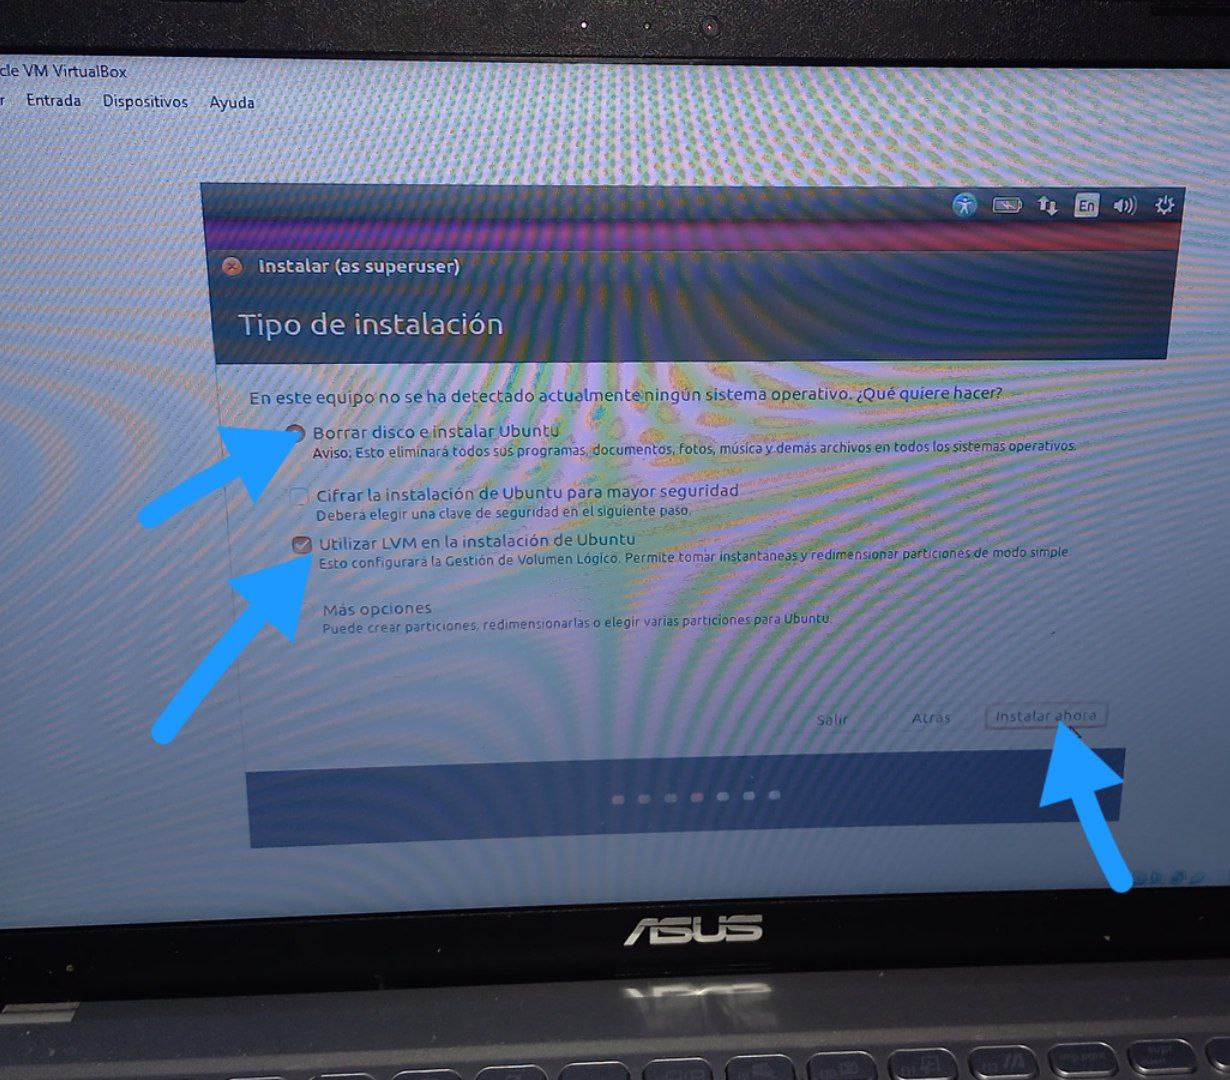 cle VM VirtualBox
r Entrada Dispositivos Ayuda
En
Instalar (as superuser)
Tipo de instalación
En este equipo no se ha detectado actualmente ningún sistema operativo. ¿Qué quiere hacer?
Borrar disco e instalar Ubuntu
Aviso: Esto eliminará todos sus programas, documentos, fotos, música y demás archivos en todos los sistemas operativos.
Cifrar la instalación de Ubuntu para mayor seguridad
Deberá elegir una clave de seguridad en el siguiente paso.
Utilizar LVM en la instalación de Ubuntu
Esto configurará la Gestión de Volumen Lógico. Permite tomar instantáneas y redimensionar particiones de modo simple
Más opciones
Puede crear particiones, redimensionarlas o elegir varias particiones para Ubuntu.
Salir Atrás Instalar ahora
ASUS